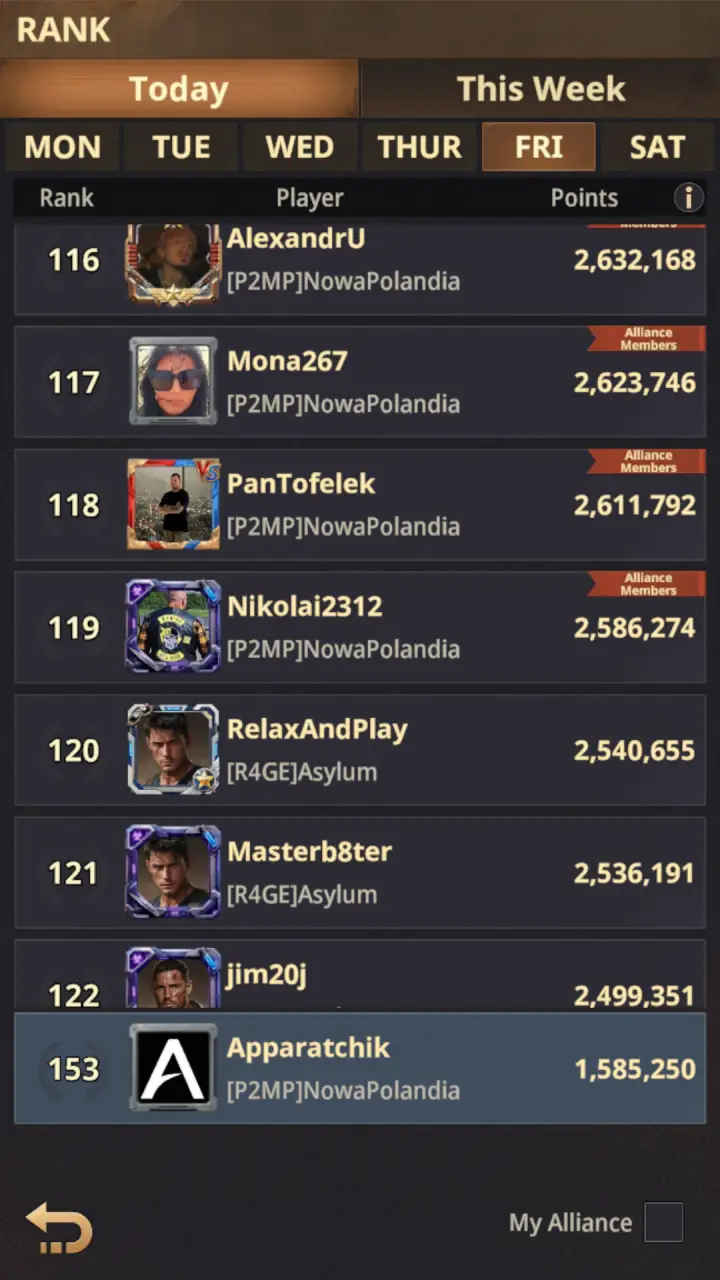 RANK
Today
This Week
MON
TUE
WED
THUR
FRI
SAT
Rank
Player
Points
116
AlexandrU
[P2MP]NowaPolandia
Members
2,632,168
117
Mona267
[P2MP]NowaPolandia
Alliance
Members
2,623,746
118
VS
PanTofelek
[P2MP]NowaPolandia
Alliance
Members
2,611,792
119
Nikolai2312
[P2MP]NowaPolandia
Alliance
Members
2,586,274
120
RelaxAndPlay
[R4GE]Asylum
2,540,655
121
Masterb8ter
[R4GE]Asylum
2,536,191
122
jim20j
2,499,351
153
A
Apparatchik
[P2MP]NowaPolandia
1,585,250
My Alliance